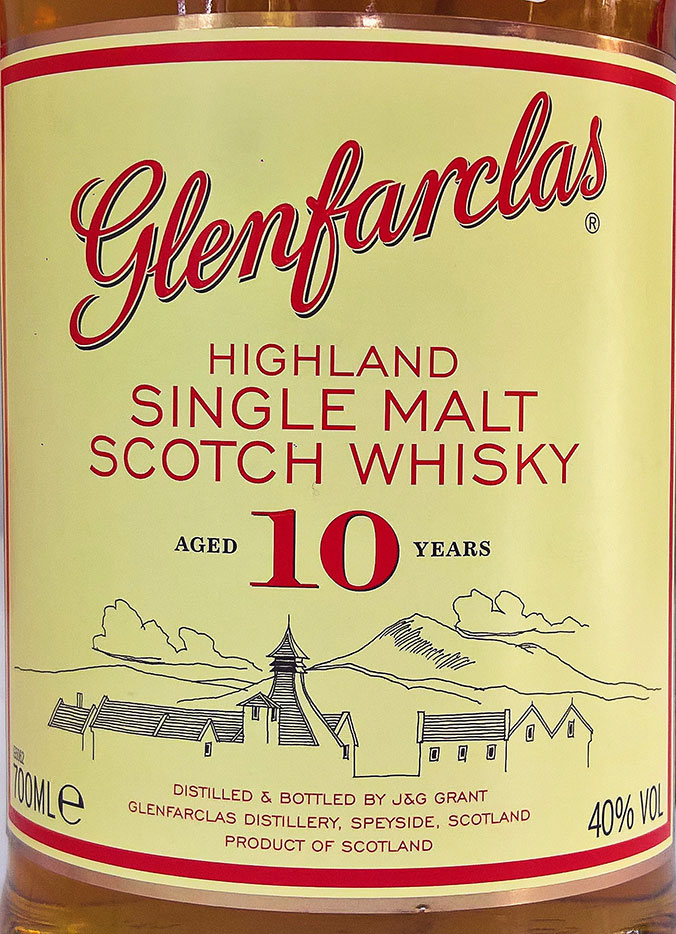 Glenfarclas
®
HIGHLAND
SINGLE MALT
SCOTCH WHISKY
AGED 10 YEARS
700ML ℮
DISTILLED & BOTTLED BY J&G GRANT
GLENFARCLAS DISTILLERY, SPEYSIDE, SCOTLAND
PRODUCT OF SCOTLAND
40% VOL